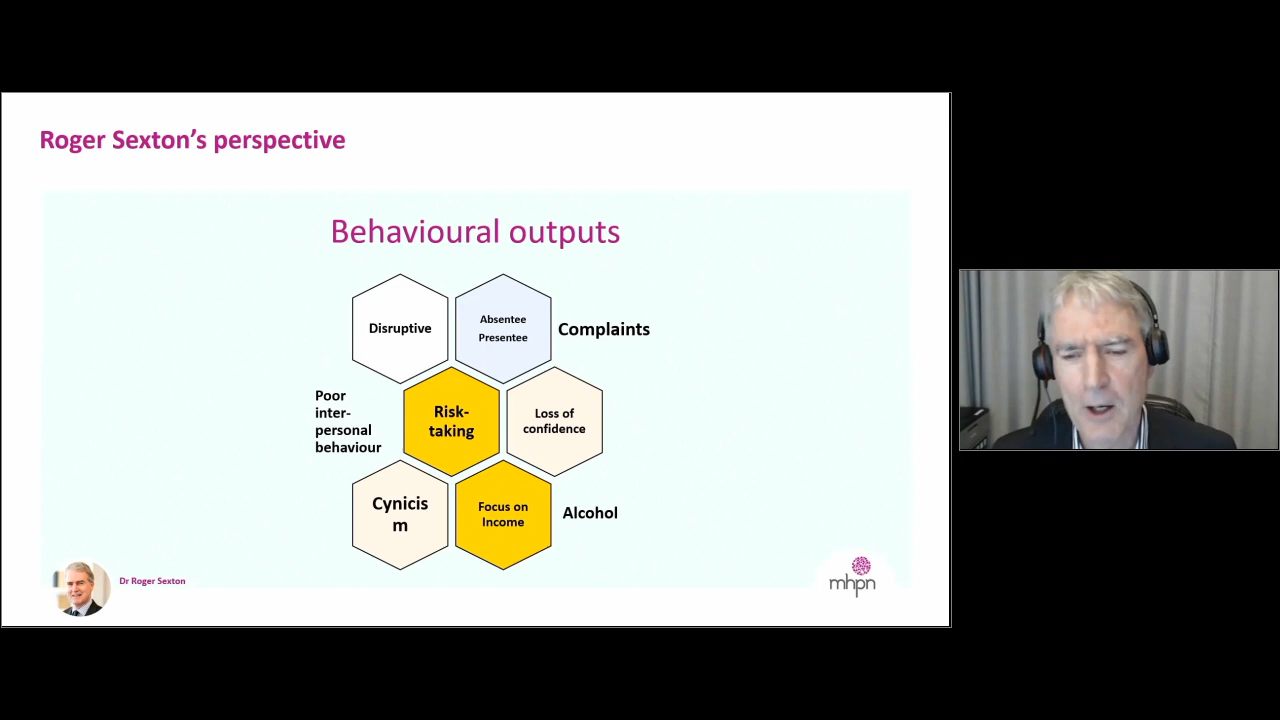 Roger Sexton’s perspective
Behavioural outputs
Disruptive
Absentee
Presentee
Complaints
Poor
inter-
personal
behaviour
Risk-
taking
Loss of
confidence
Cynicis
m
Focus on
Income
Alcohol
Dr Roger Sexton
mhpn